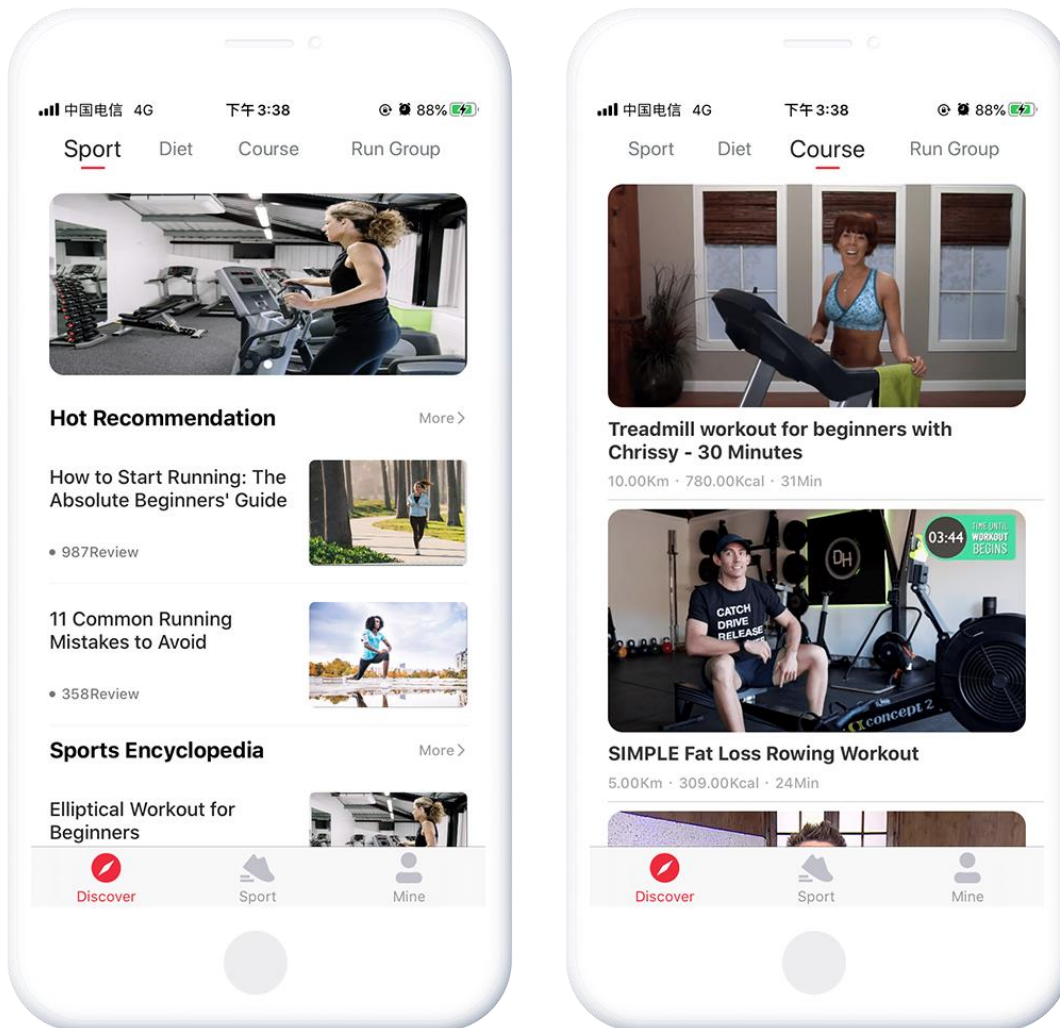 中国电信 4G 下午3:38 88%
Sport Diet Course Run Group
Hot Recommendation More
How to Start Running: The
Absolute Beginners' Guide
• 987Review
11 Common Running
Mistakes to Avoid
• 358Review
Sports Encyclopedia More
Elliptical Workout for
Beginners
Discover Sport Mine
中国电信 4G 下午3:38 88%
Sport Diet Course Run Group
Treadmill workout for beginners with
Chrissy - 30 Minutes
10.00Km · 780.00Kcal · 31Min
03:44
TIME UNTIL
WORKOUT
BEGINS
DH
CATCH
DRIVE
RELEASE
concept 2
SIMPLE Fat Loss Rowing Workout
5.00Km · 309.00Kcal · 24Min
Discover Sport Mine